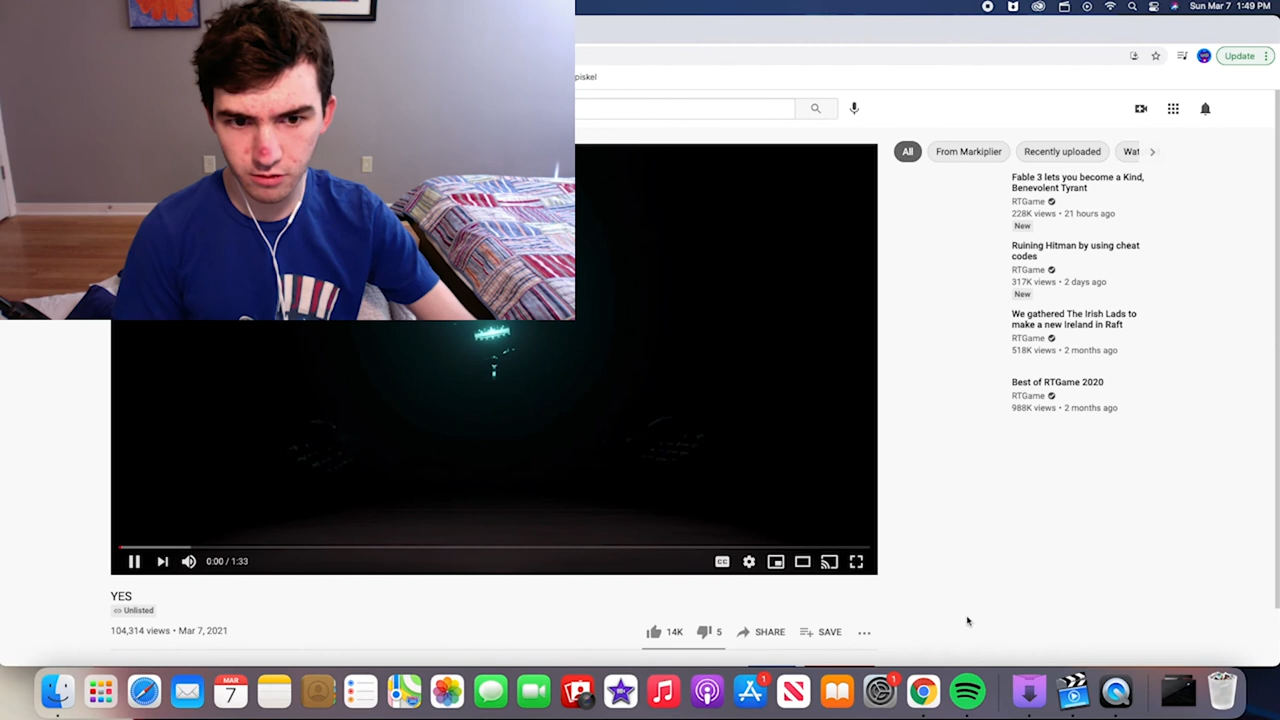 Sun Mar 7 1:49 PM
Update
piskel
All
From Markiplier
Recently uploaded
Wat
Fable 3 lets you become a Kind,
Benevolent Tyrant
RTGame
228K views • 21 hours ago
New
Ruining Hitman by using cheat
codes
RTGame
317K views • 2 days ago
New
We gathered The Irish Lads to
make a new Ireland in Raft
RTGame
518K views • 2 months ago
Best of RTGame 2020
RTGame
988K views • 2 months ago
0:00 / 1:33
CC
YES
Unlisted
104,314 views • Mar 7, 2021
14K
5
SHARE
SAVE
1
1
MAR
7